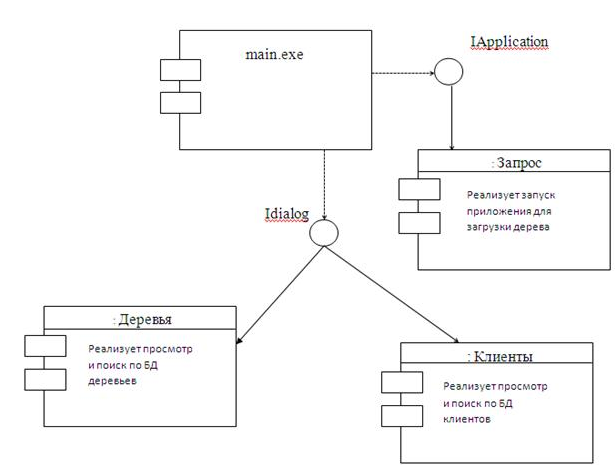 IApplication
main.exe
: Запрос
Реализует запуск
приложения для
загрузки дерева
Idialog
: Деревья
Реализует просмотр
и поиск по БД
деревьев
: Клиенты
Реализует просмотр
и поиск по БД
клиентов